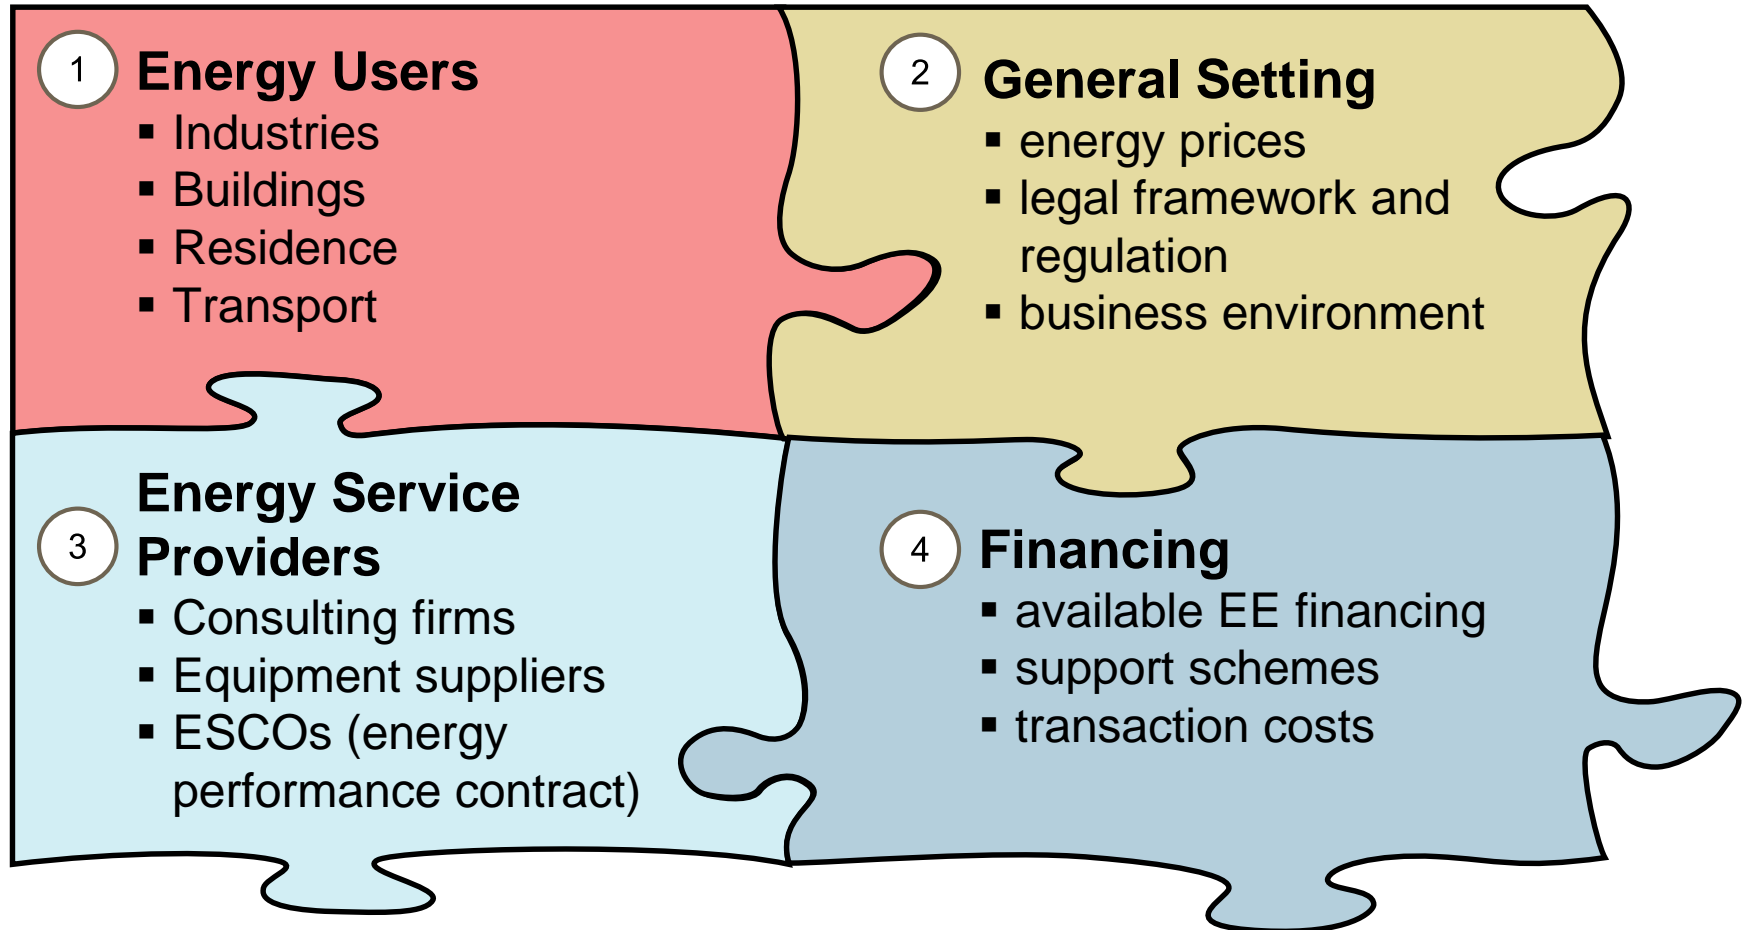 1
Energy Users
▪ Industries
▪ Buildings
▪ Residence
▪ Transport
2
General Setting
▪ energy prices
▪ legal framework and
regulation
▪ business environment
3
Energy Service
Providers
▪ Consulting firms
▪ Equipment suppliers
▪ ESCOs (energy
performance contract)
4
Financing
▪ available EE financing
▪ support schemes
▪ transaction costs